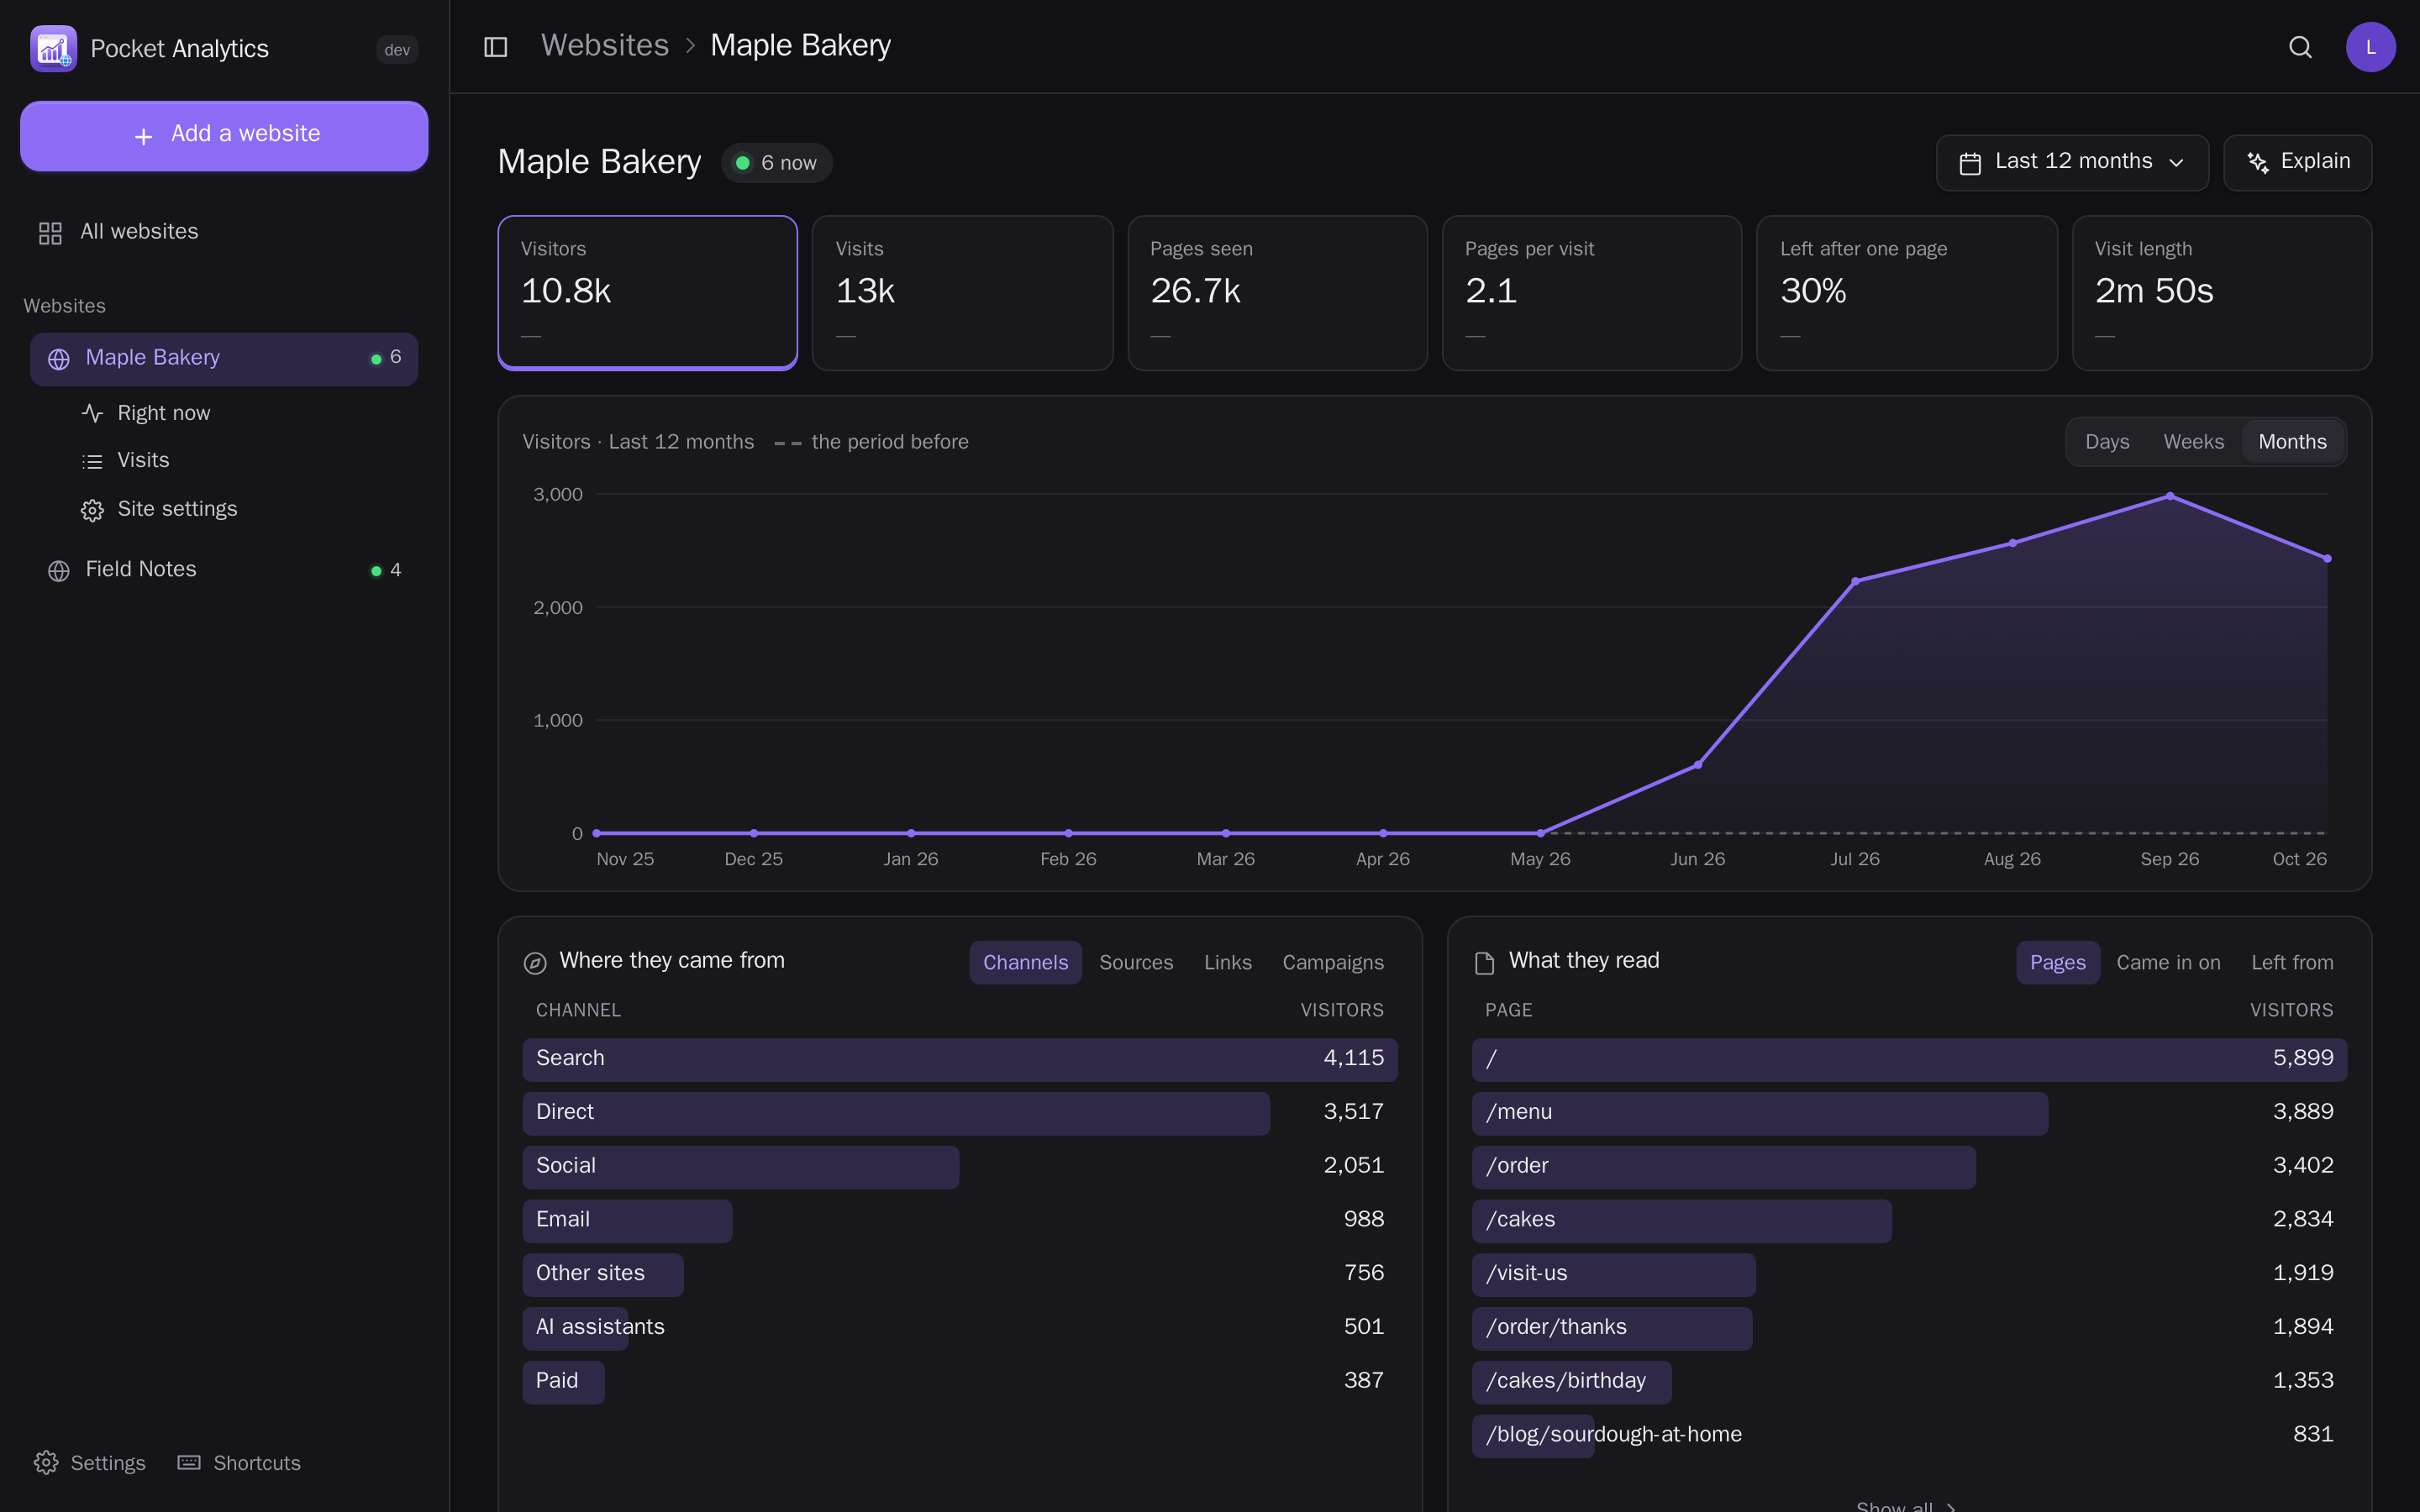 Pocket Analytics
dev
Add a website
All websites
Websites
Maple Bakery
6
Right now
Visits
Site settings
Field Notes
4
Settings
Shortcuts
Websites > Maple Bakery
L
Maple Bakery
6 now
Last 12 months
Explain
Visitors
10.8k
—
Visits
13k
—
Pages seen
26.7k
—
Pages per visit
2.1
—
Left after one page
30%
—
Visit length
2m 50s
—
Visitors · Last 12 months
the period before
Days
Weeks
Months
3,000
2,000
1,000
0
Nov 25
Dec 25
Jan 26
Feb 26
Mar 26
Apr 26
May 26
Jun 26
Jul 26
Aug 26
Sep 26
Oct 26
Where they came from
Channels
Sources
Links
Campaigns
CHANNEL
VISITORS
Search 4,115
Direct 3,517
Social 2,051
Email 988
Other sites 756
AI assistants 501
Paid 387
What they read
Pages
Came in on
Left from
PAGE
VISITORS
/ 5,899
/menu 3,889
/order 3,402
/cakes 2,834
/visit-us 1,919
/order/thanks 1,894
/cakes/birthday 1,353
/blog/sourdough-at-home 831
Show all